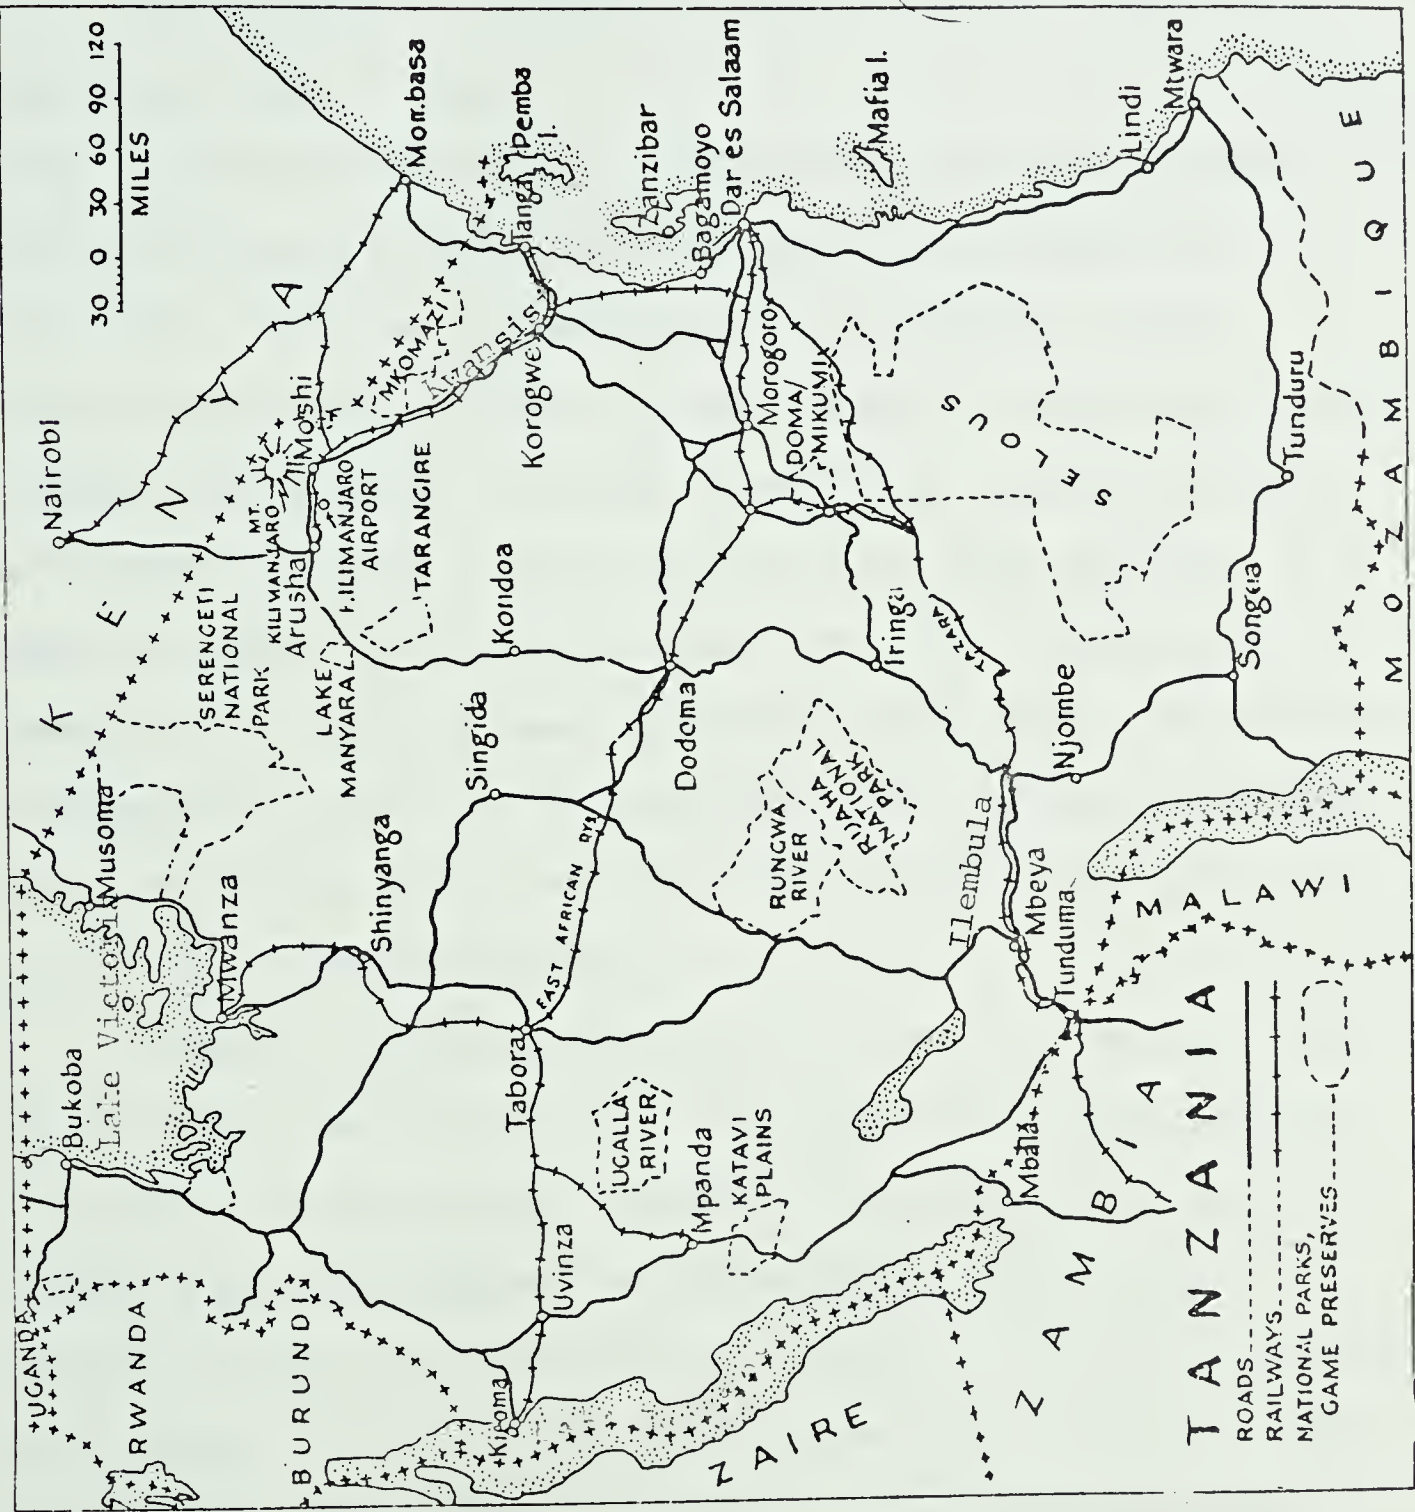 30 0 30 60 90 120
MILES
Nairobi
K E N Y A
Mombasa
Pemba
I.
Tanga
Zanzibar
Bagamoyo
Dar es Salaam
Mafia I.
Lindi
Mtwara
MKOMAZI
Korogwe
Moshi
MT.
KILIMANJARO
Arusha
KILIMANJARO
AIRPORT
TARANGIRE
SERENGETI
NATIONAL
PARK
LAKE
MANYARA
Kondoa
Morogoro
DOMA/
MIKUMI
SELOUS
Tunduru
Songea
MOZAMBIQUE
Iringa
TAZARA
Njombe
Dodoma
Singida
RUNGWA
RIVER
RUAHA
NATIONAL
PARK
Musoma
Mwanza
Shinyanga
Lake Victoria
Bukoba
EAST AFRICAN RYS
Tabora
Ilembula
Mbeya
Tunduma
MALAWI
UGALLA
RIVER
Mpanda
KATAVI
PLAINS
Mbala
ZAMBIA
Uvinza
Kigoma
UGANDA
RWANDA
BURUNDI
ZAIRE
TANZANIA
ROADS
RAILWAYS
NATIONAL PARKS,
GAME PRESERVES